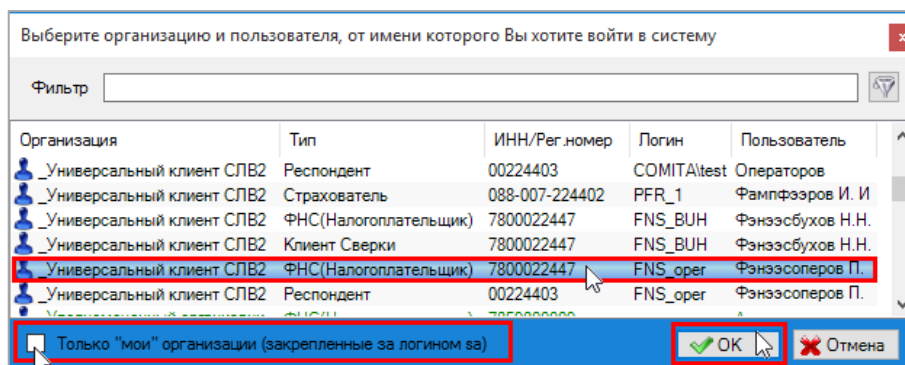 Выберите организацию и пользователя, от имени которого Вы хотите войти в систему
Фильтр
Организация Тип ИНН/Рег.номер Логин Пользователь
_Универсальный клиент СЛВ2 Респондент 00224403 COMITA\test Операторов
_Универсальный клиент СЛВ2 Страхователь 088-007-224402 PFR_1 Фампфээров И. И
_Универсальный клиент СЛВ2 ФНС(Налогоплательщик) 7800022447 FNS_BUH Фэнээсбухов Н.Н.
_Универсальный клиент СЛВ2 Клиент Сверки 7800022447 FNS_BUH Фэнээсбухов Н.Н.
_Универсальный клиент СЛВ2 ФНС(Налогоплательщик) 7800022447 FNS_oper Фэнээсоперов П.
_Универсальный клиент СЛВ2 Респондент 00224403 FNS_oper Фэнээсоперов П.
Только "мои" организации (закрепленные за логином sa) OK Отмена